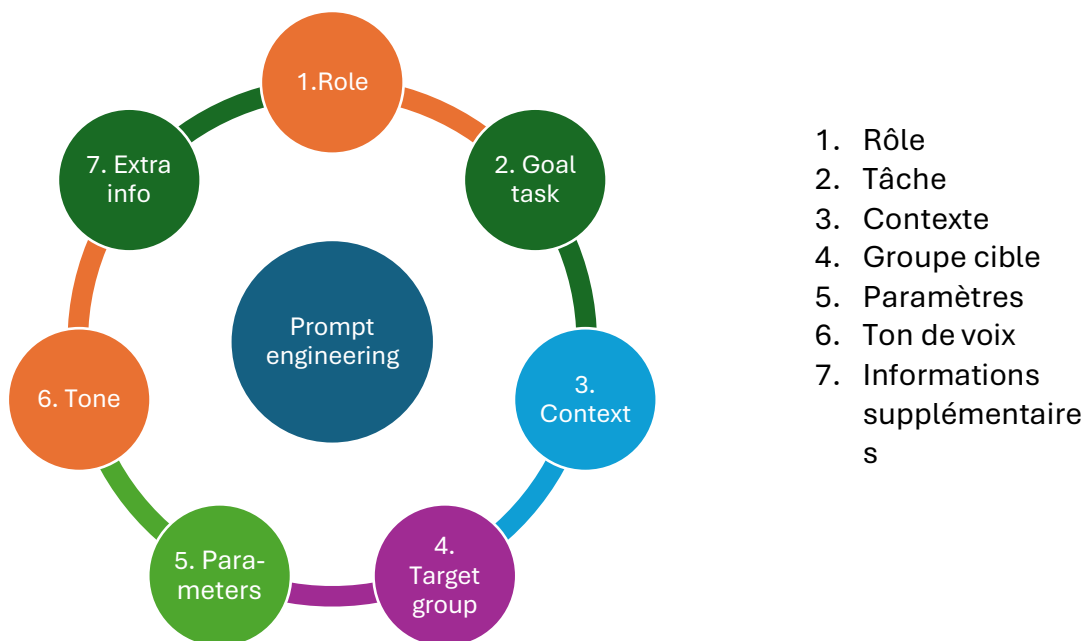 1.Role
2. Goal
task
3.
Context
4.
Target
group
5. Para-
meters
6. Tone
7. Extra
info
Prompt
engineering
1. Rôle
2. Tâche
3. Contexte
4. Groupe cible
5. Paramètres
6. Ton de voix
7. Informations
supplémentaire
s